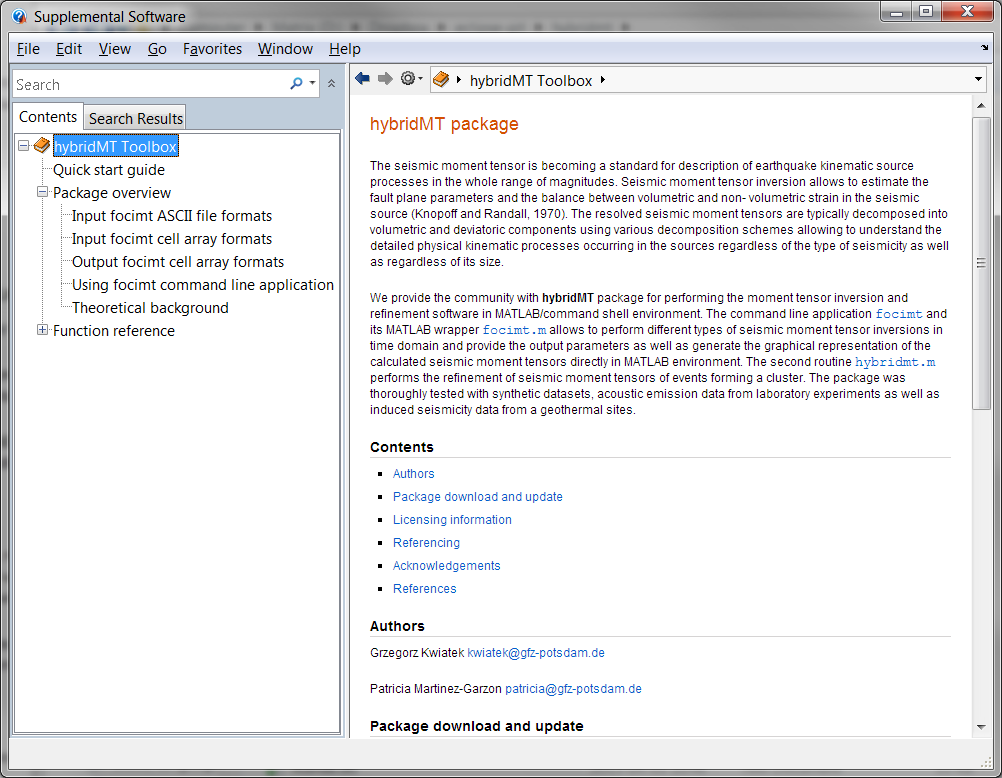 Supplemental Software
File Edit View Go Favorites Window Help
Search
hybridMT Toolbox
Contents Search Results
hybridMT Toolbox
Quick start guide
Package overview
Input focimt ASCII file formats
Input focimt cell array formats
Output focimt cell array formats
Using focimt command line application
Theoretical background
Function reference
hybridMT package
The seismic moment tensor is becoming a standard for description of earthquake kinematic source
processes in the whole range of magnitudes. Seismic moment tensor inversion allows to estimate the
fault plane parameters and the balance between volumetric and non- volumetric strain in the seismic
source (Knopoff and Randall, 1970). The resolved seismic moment tensors are typically decomposed into
volumetric and deviatoric components using various decomposition schemes allowing to understand the
detailed physical kinematic processes occurring in the sources regardless of the type of seismicity as well
as regardless of its size.
We provide the community with hybridMT package for performing the moment tensor inversion and
refinement software in MATLAB/command shell environment. The command line application focimt and
its MATLAB wrapper focimt.m allows to perform different types of seismic moment tensor inversions in
time domain and provide the output parameters as well as generate the graphical representation of the
calculated seismic moment tensors directly in MATLAB environment. The second routine hybridmt.m
performs the refinement of seismic moment tensors of events forming a cluster. The package was
thoroughly tested with synthetic datasets, acoustic emission data from laboratory experiments as well as
induced seismicity data from a geothermal sites.
Contents
Authors
Package download and update
Licensing information
Referencing
Acknowledgements
References
Authors
Grzegorz Kwiatek kwiatek@gfz-potsdam.de
Patricia Martinez-Garzon patricia@gfz-potsdam.de
Package download and update